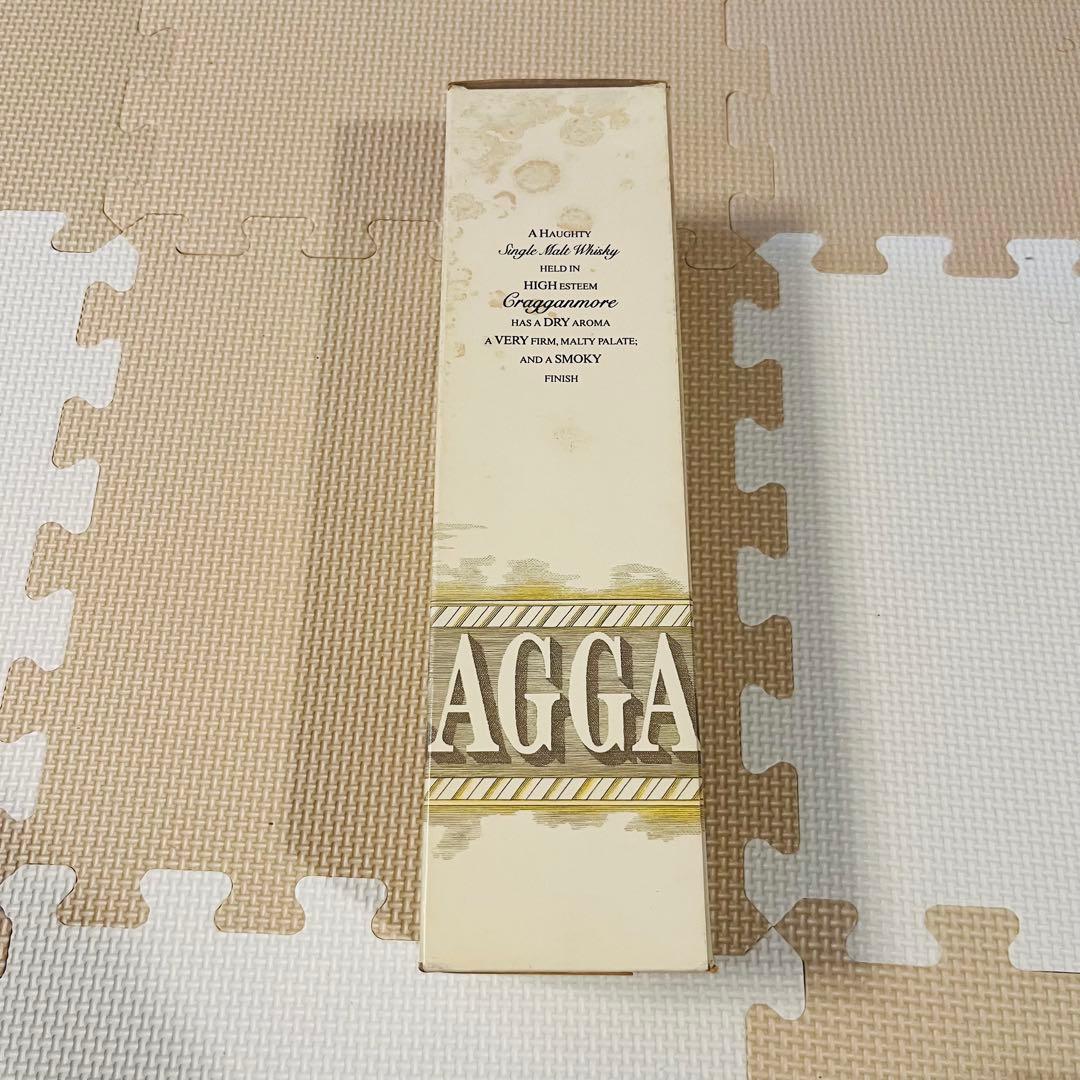 A HAUGHTY
Single Malt Whisky
HELD IN
HIGH ESTEEM
Cragganmore
HAS A DRY AROMA
A VERY FIRM, MALTY PALATE;
AND A SMOKY
FINISH
AGGA